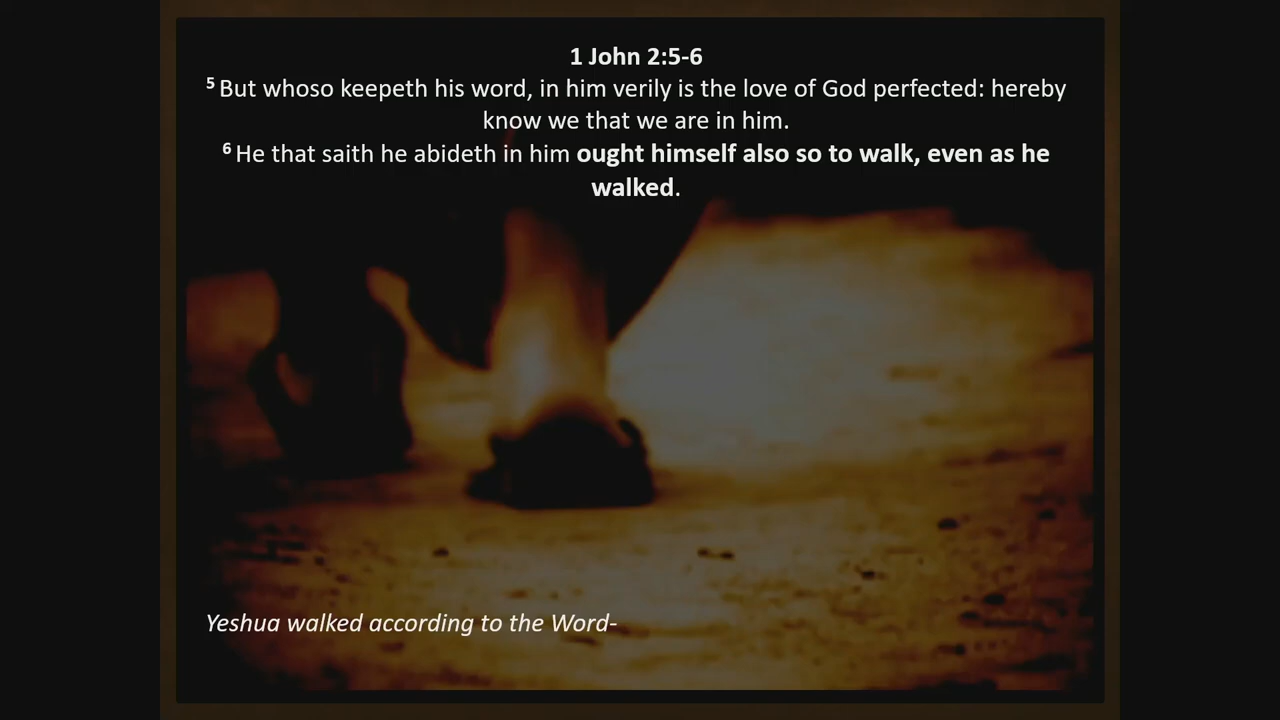 1 John 2:5-6
⁵ But whoso keepeth his word, in him verily is the love of God perfected: hereby
know we that we are in him.
⁶ He that saith he abideth in him ought himself also so to walk, even as he
walked.
Yeshua walked according to the Word-